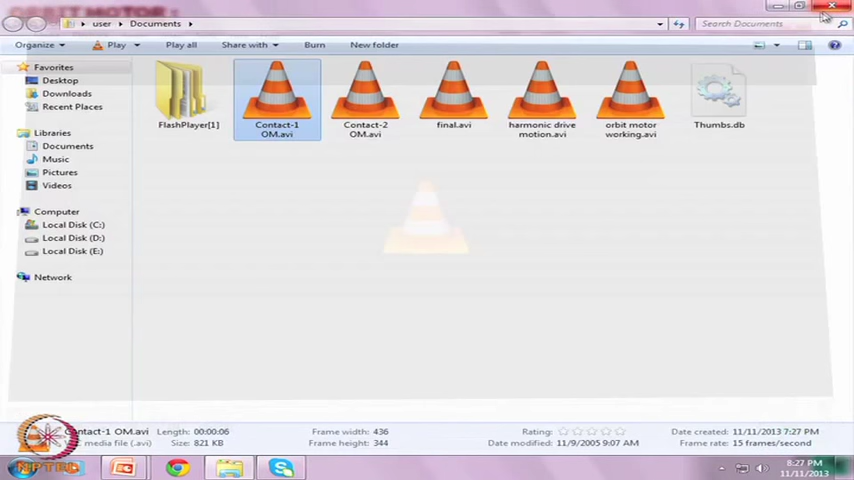 ORBIT MOTOR :
user
Documents
Search Documents
Organize
Play
Share with
Burn
New folder
Favorites
Desktop
Downloads
Recent Places
Libraries
Documents
Music
Pictures
Videos
Computer
Local Disk (C:)
Local Disk (D:)
Local Disk (E:)
Network
FlashPlayer[1]
Contact-1
OM.avi
Contact-2
OM.avi
final.avi
harmonic drive
motion.avi
orbit motor
working.avi
Thumbs.db
Contact-1 OM.avi
media file (.avi)
Length: 00:00:06
Size: 821 KB
Frame width: 436
Frame height: 344
Rating:
Date modified: 11/9/2005 9:07 AM
Date created: 11/11/2013 7:27 PM
Frame rate: 15 frames/second
NPTEL
8:27 PM
11/11/2013